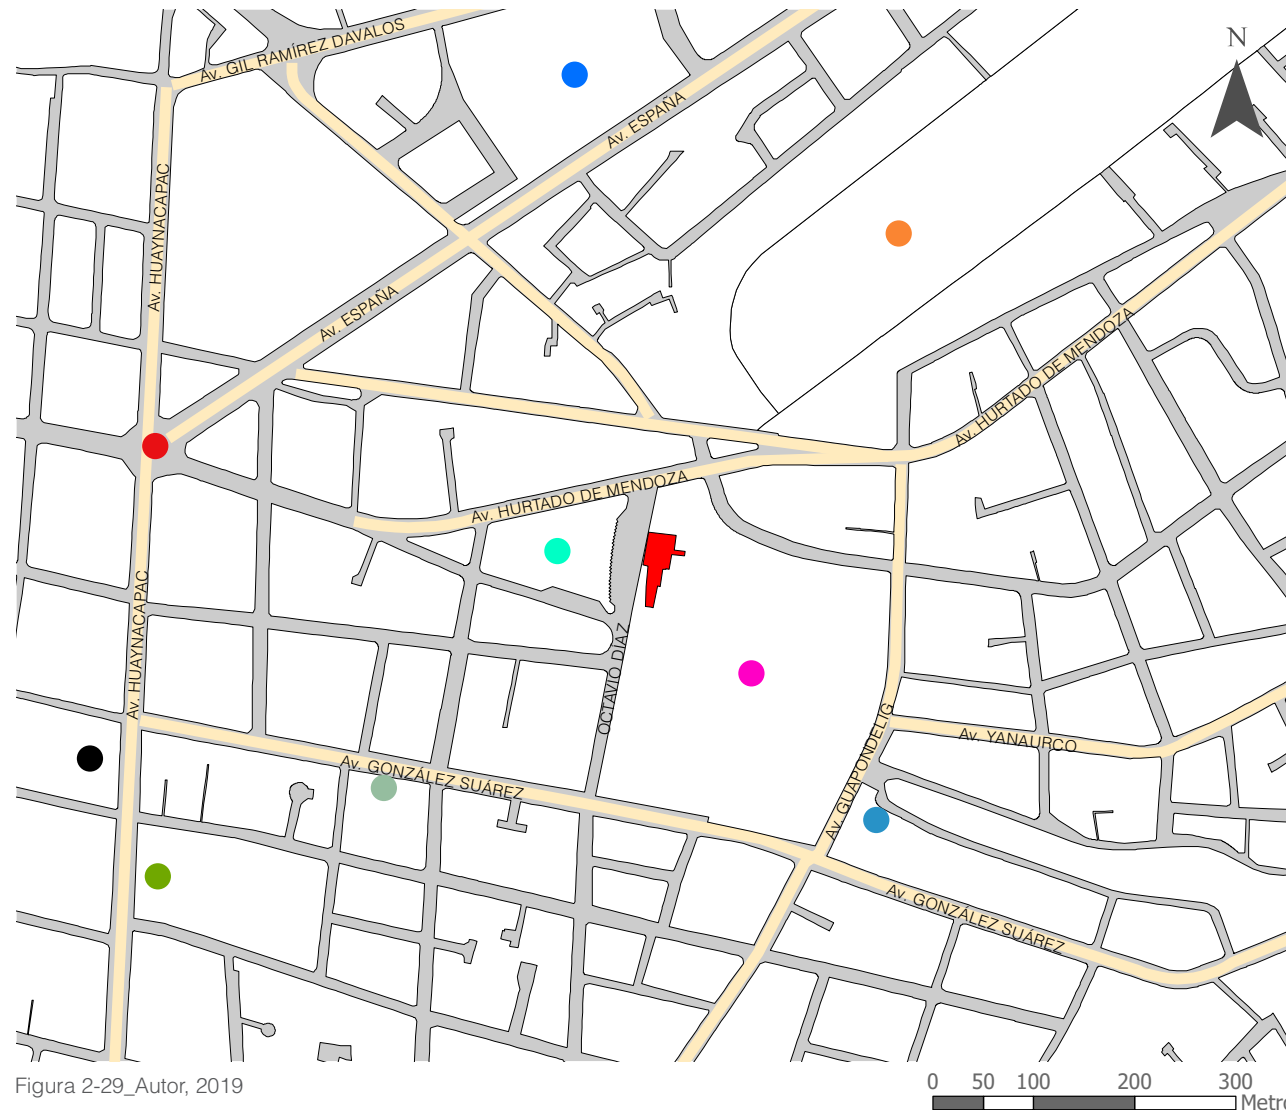 Av. GIL RAMÍREZ DAVALOS
N
Av. ESPAÑA
Av. HUAYNACAPAC
Av. ESPAÑA
Av. HURTADO DE MENDOZA
Av. HURTADO DE MENDOZA
Av. HUAYNACAPAC
OCTAVIO DIAZ
Av. GUAPONDELIG
Av. YANAURCO
Av. GONZÁLEZ SUÁREZ
Av. GONZÁLEZ SUÁREZ
Figura 2-29_Autor, 2019
0 50 100 200 300
Metro